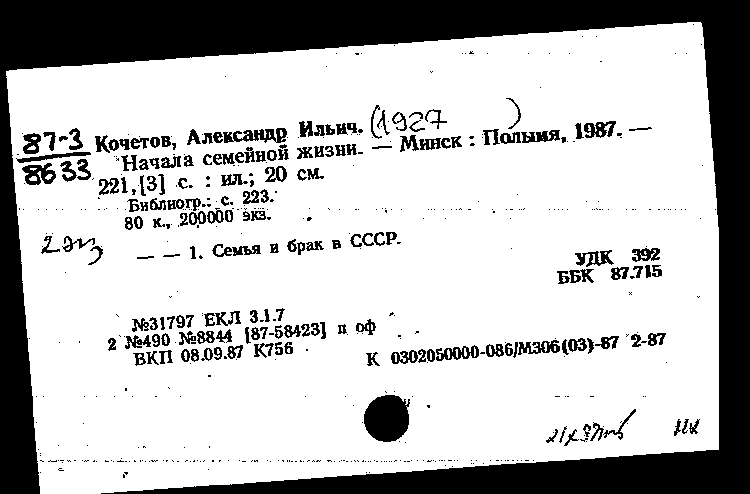 87-3
8633
Кочетов, Александр Ильич. (1927 )
Начала семейной жизни. — Минск : Полымя, 1987. —
221,[3] с. : ил.; 20 см.
Библиогр.: с. 223.
80 к., 200000 экз.
2 экз
— — 1. Семья и брак в СССР.
УДК 392
ББК 87.715
№31797 ЕКЛ 3.1.7
2 №490 №8844 [87-58423] п оф
ВКП 08.09.87 К756
К 0302050000-086/М306(03)-87 2-87